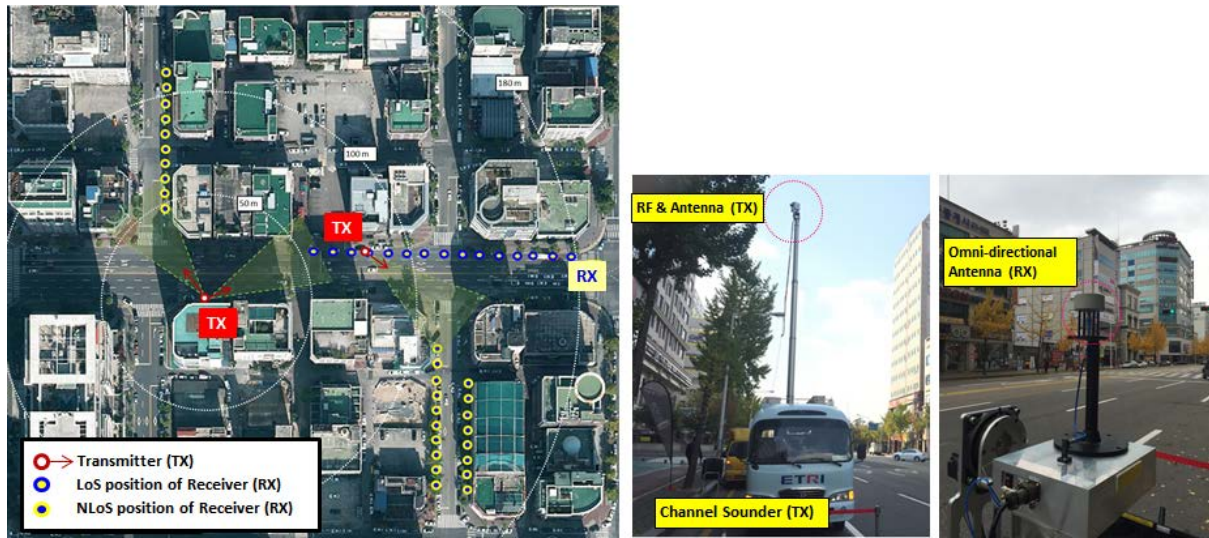 180 m
100 m
50 m
TX
TX
RX
Transmitter (TX)
LoS position of Receiver (RX)
NLoS position of Receiver (RX)
RF & Antenna (TX)
ETRI
Channel Sounder (TX)
Omni-directional
Antenna (RX)